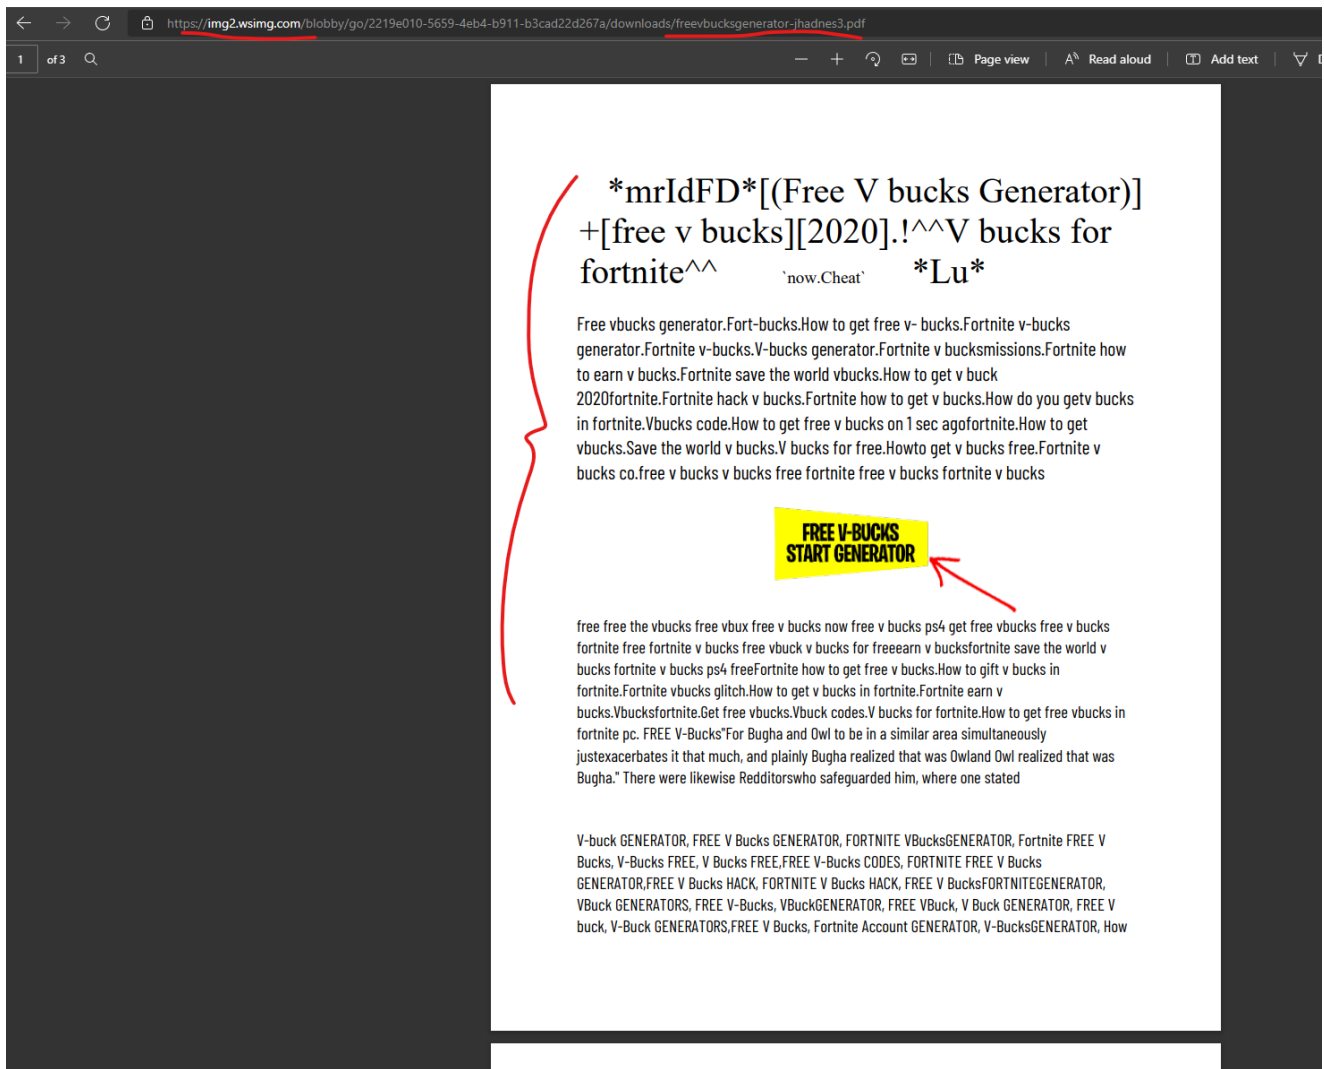 https://img2.wsimg.com/blobby/go/2219e010-5659-4eb4-b911-b3cad22d267a/downloads/freevbucksgenerator-jhadnes3.pdf
1 of 3 Page view Read aloud Add text
*mrIdFD*[(Free V bucks Generator)]
+[free v bucks][2020].!^^V bucks for
fortnite^^ `now.Cheat` *Lu*
Free vbucks generator.Fort-bucks.How to get free v- bucks.Fortnite v-bucks
generator.Fortnite v-bucks.V-bucks generator.Fortnite v bucksmissions.Fortnite how
to earn v bucks.Fortnite save the world vbucks.How to get v buck
2020fortnite.Fortnite hack v bucks.Fortnite how to get v bucks.How do you getv bucks
in fortnite.Vbucks code.How to get free v bucks on 1 sec agofortnite.How to get
vbucks.Save the world v bucks.V bucks for free.Howto get v bucks free.Fortnite v
bucks co.free v bucks v bucks free fortnite free v bucks fortnite v bucks
FREE V-BUCKS
START GENERATOR
free free the vbucks free vbux free v bucks now free v bucks ps4 get free vbucks free v bucks
fortnite free fortnite v bucks free vbuck v bucks for freeearn v bucksfortnite save the world v
bucks fortnite v bucks ps4 freeFortnite how to get free v bucks.How to gift v bucks in
fortnite.Fortnite vbucks glitch.How to get v bucks in fortnite.Fortnite earn v
bucks.Vbucksfortnite.Get free vbucks.Vbuck codes.V bucks for fortnite.How to get free vbucks in
fortnite pc. FREE V-Bucks"For Bugha and Owl to be in a similar area simultaneously
justexacerbates it that much, and plainly Bugha realized that was Owland Owl realized that was
Bugha." There were likewise Redditorswho safeguarded him, where one stated
V-buck GENERATOR, FREE V Bucks GENERATOR, FORTNITE VBucksGENERATOR, Fortnite FREE V
Bucks, V-Bucks FREE, V Bucks FREE,FREE V-Bucks CODES, FORTNITE FREE V Bucks
GENERATOR,FREE V Bucks HACK, FORTNITE V Bucks HACK, FREE V BucksFORTNITEGENERATOR,
VBuck GENERATORS, FREE V-Bucks, VBuckGENERATOR, FREE VBuck, V Buck GENERATOR, FREE V
buck, V-Buck GENERATORS,FREE V Bucks, Fortnite Account GENERATOR, V-BucksGENERATOR, How